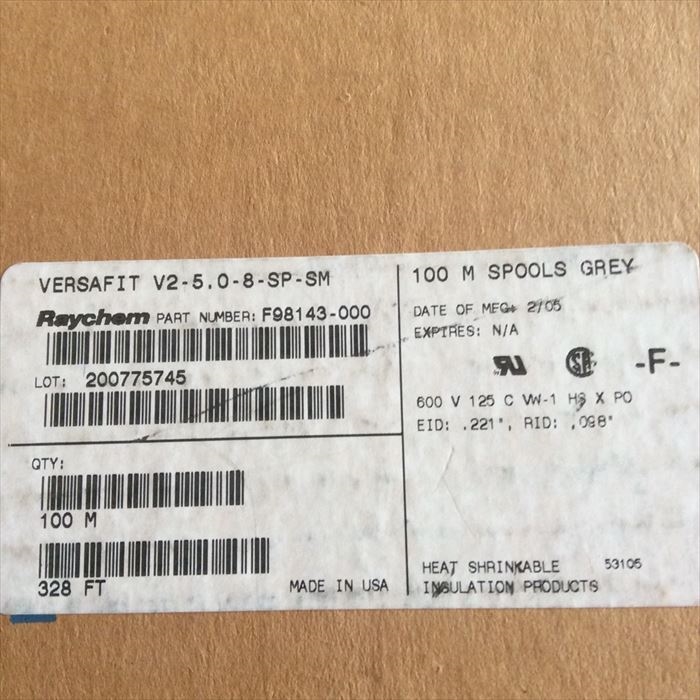 VERSAFIT V2-5.0-8-SP-SM
Raychem PART NUMBER: F98143-000
LOT: 200775745
QTY:
100 M
328 FT
MADE IN USA
100 M SPOOLS GREY
DATE OF MFG: 2/05
EXPIRES: N/A
-F-
600 V 125 C VW-1 HS X PO
EID: .221", RID: .098"
HEAT SHRINKABLE 53105
INSULATION PRODUCTS